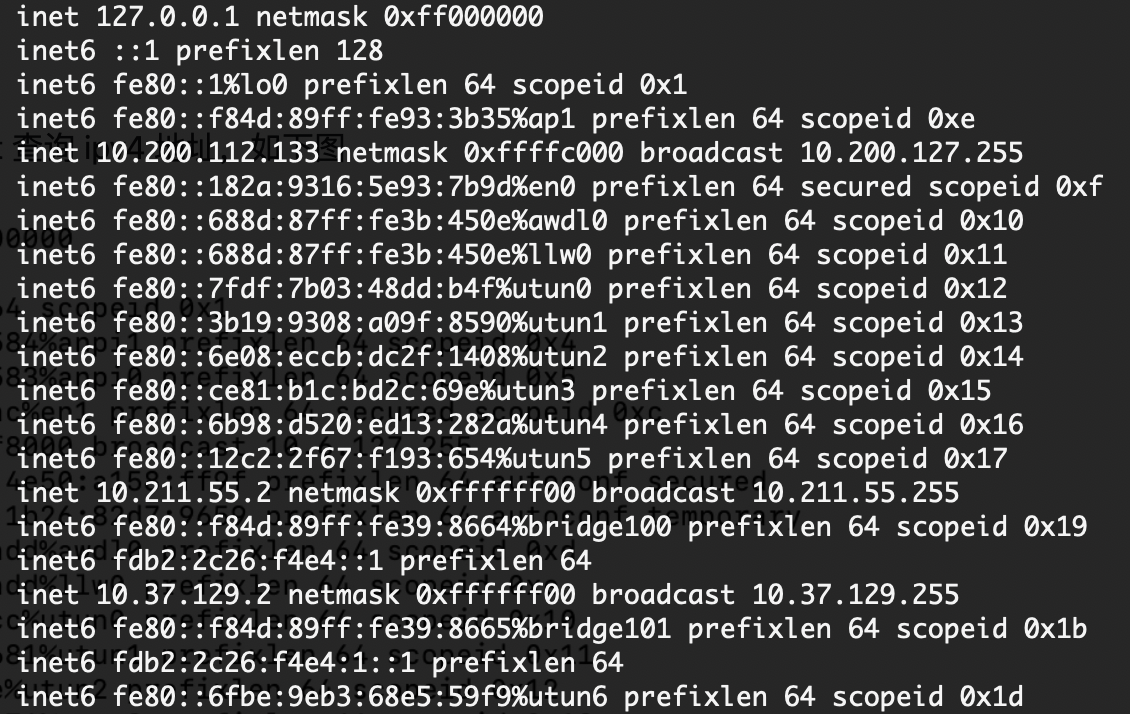 inet 127.0.0.1 netmask 0xff000000
inet6 ::1 prefixlen 128
inet6 fe80::1%lo0 prefixlen 64 scopeid 0x1
inet6 fe80::f84d:89ff:fe93:3b35%ap1 prefixlen 64 scopeid 0xe
inet 10.200.112.133 netmask 0xffffc000 broadcast 10.200.127.255
inet6 fe80::182a:9316:5e93:7b9d%en0 prefixlen 64 secured scopeid 0xf
inet6 fe80::688d:87ff:fe3b:450e%awdl0 prefixlen 64 scopeid 0x10
inet6 fe80::688d:87ff:fe3b:450e%llw0 prefixlen 64 scopeid 0x11
inet6 fe80::7fdf:7b03:48dd:b4f%utun0 prefixlen 64 scopeid 0x12
inet6 fe80::3b19:9308:a09f:8590%utun1 prefixlen 64 scopeid 0x13
inet6 fe80::6e08:eccb:dc2f:1408%utun2 prefixlen 64 scopeid 0x14
inet6 fe80::ce81:b1c:bd2c:69e%utun3 prefixlen 64 scopeid 0x15
inet6 fe80::6b98:d520:ed13:282a%utun4 prefixlen 64 scopeid 0x16
inet6 fe80::12c2:2f67:f193:654%utun5 prefixlen 64 scopeid 0x17
inet 10.211.55.2 netmask 0xffffff00 broadcast 10.211.55.255
inet6 fe80::f84d:89ff:fe39:8664%bridge100 prefixlen 64 scopeid 0x19
inet6 fdb2:2c26:f4e4::1 prefixlen 64
inet 10.37.129.2 netmask 0xffffff00 broadcast 10.37.129.255
inet6 fe80::f84d:89ff:fe39:8665%bridge101 prefixlen 64 scopeid 0x1b
inet6 fdb2:2c26:f4e4:1::1 prefixlen 64
inet6 fe80::6fbe:9eb3:68e5:59f9%utun6 prefixlen 64 scopeid 0x1d